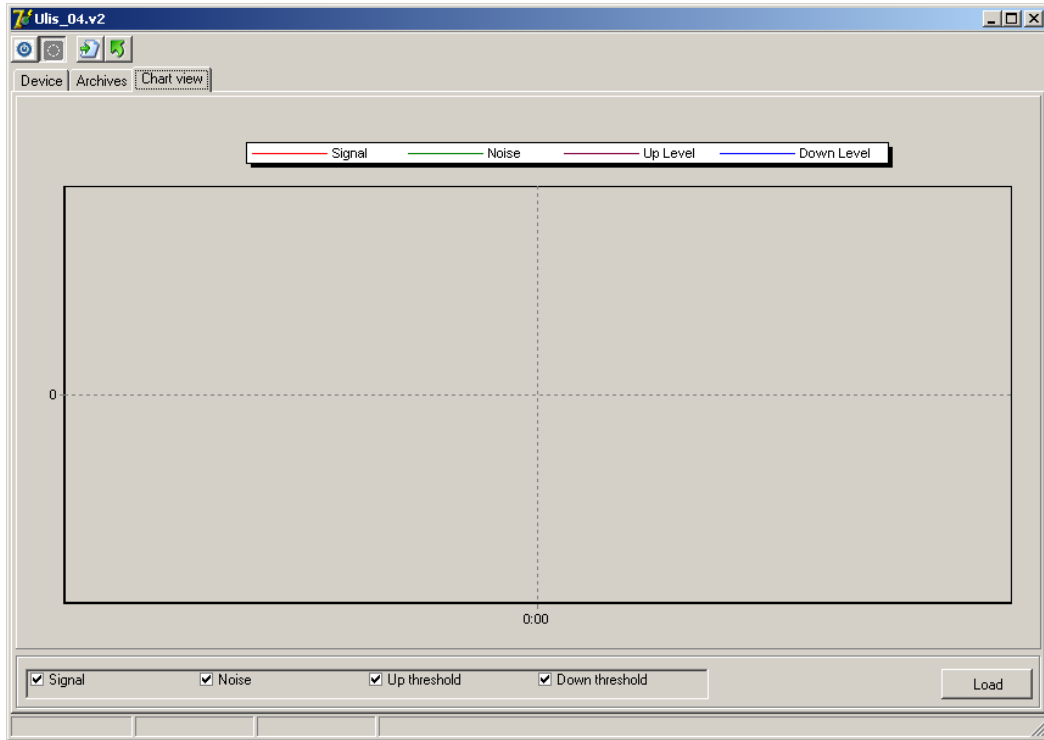 Ulis_04.v2
Device Archives Chart view
Signal Noise Up Level Down Level
0
0:00
Signal Noise Up threshold Down threshold
Load